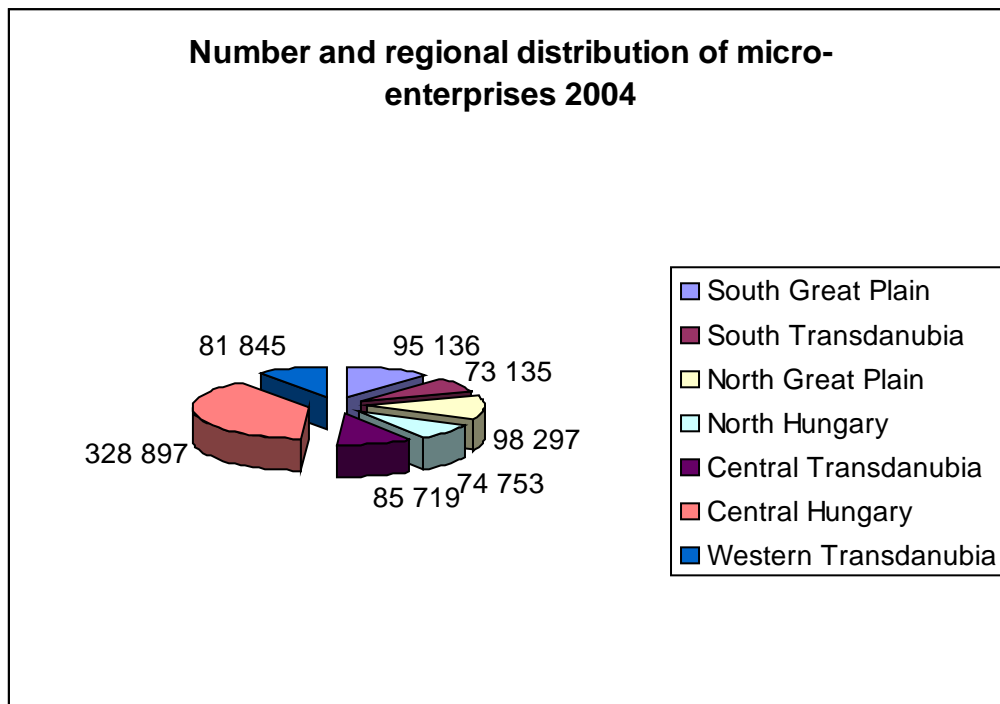 Number and regional distribution of micro-
enterprises 2004
81 845
95 136
73 135
98 297
74 753
85 719
328 897
South Great Plain
South Transdanubia
North Great Plain
North Hungary
Central Transdanubia
Central Hungary
Western Transdanubia